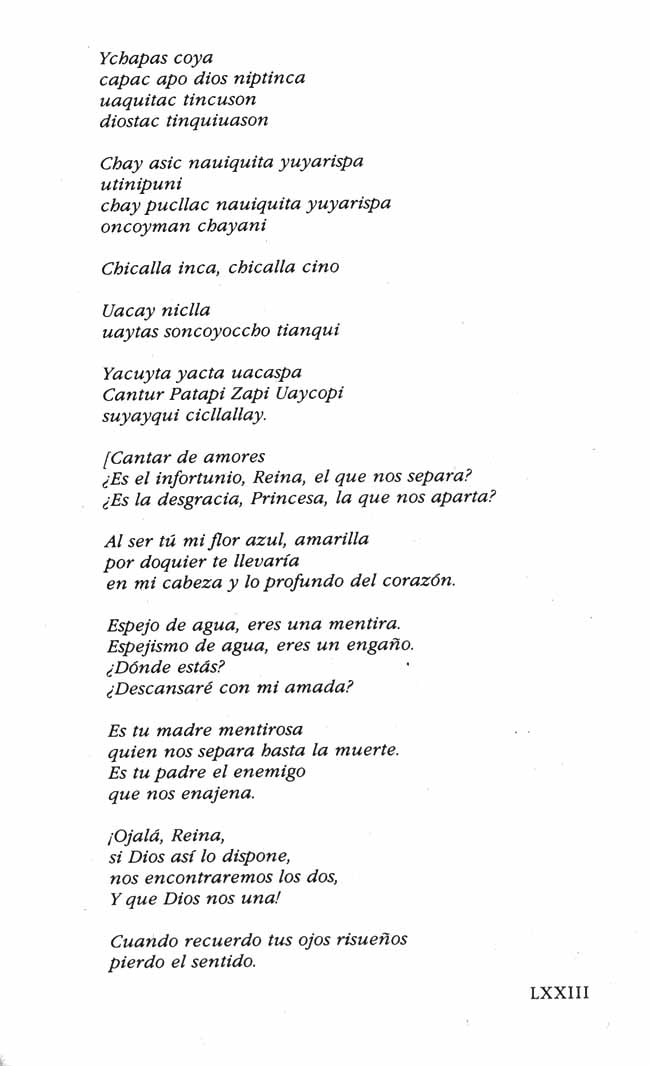 Ychapas coya
capac apo dios niptinca
uaquitac tincuson
diostac tinquiuason

Chay asic nauiquita yuyarispa
utinipuni
chay pucllac nauiquita yuyarispa
oncoyman chayani

Chicalla inca, chicalla cino

Uacay niclla
uaytas soncoyoccho tianqui

Yacuyta yacta uacaspa
Cantur Patapi Zapi Uaycopi
suyayqui cicllallay.

[Cantar de amores
¿Es el infortunio, Reina, el que nos separa?
¿Es la desgracia, Princesa, la que nos aparta?

Al ser tú mi flor azul, amarilla
por doquier te llevaría
en mi cabeza y lo profundo del corazón.

Espejo de agua, eres una mentira.
Espejismo de agua, eres un engaño.
¿Dónde estás?
¿Descansaré con mi amada?

Es tu madre mentirosa
quien nos separa hasta la muerte.
Es tu padre el enemigo
que nos enajena.

¡Ojalá, Reina,
si Dios así lo dispone,
nos encontraremos los dos,
Y que Dios nos una!

Cuando recuerdo tus ojos risueños
pierdo el sentido.

LXXIII